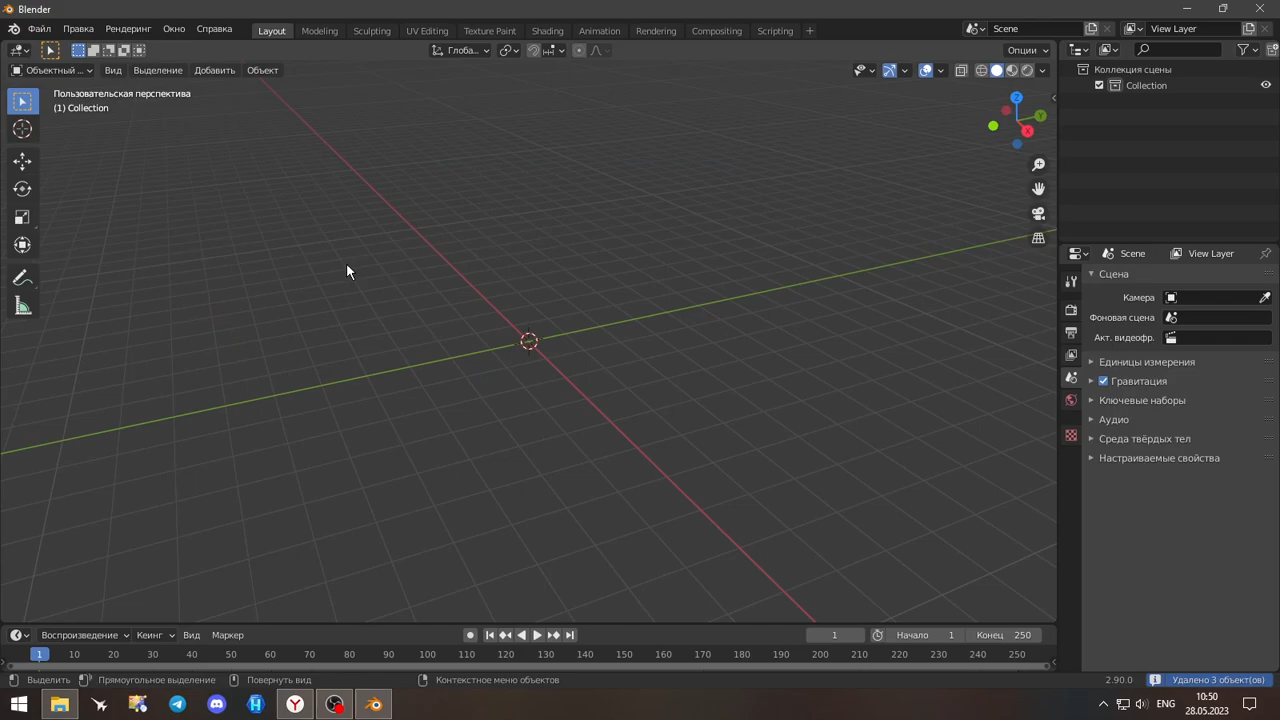 Blender
Файл Правка Рендеринг Окно Справка Layout Modeling Sculpting UV Editing Texture Paint Shading Animation Rendering Compositing Scripting + Scene View Layer
Глоба... Опции
Объектный ... Вид Выделение Добавить Объект
Коллекция сцены
Collection
Пользовательская перспектива
(1) Collection
Z
Y
X
Scene View Layer
Сцена
Камера
Фоновая сцена
Акт. видеофр.
Единицы измерения
Гравитация
Ключевые наборы
Аудио
Среда твёрдых тел
Настраиваемые свойства
Воспроизведение Кеинг Вид Маркер 1 Начало 1 Конец 250
1 10 20 30 40 50 60 70 80 90 100 110 120 130 140 150 160 170 180 190 200 210 220 230 240 250
Выделить Прямоугольное выделение Повернуть вид Контекстное меню объектов 2.90.0 Удалено 3 объект(ов)
ENG
10:50
28.05.2023